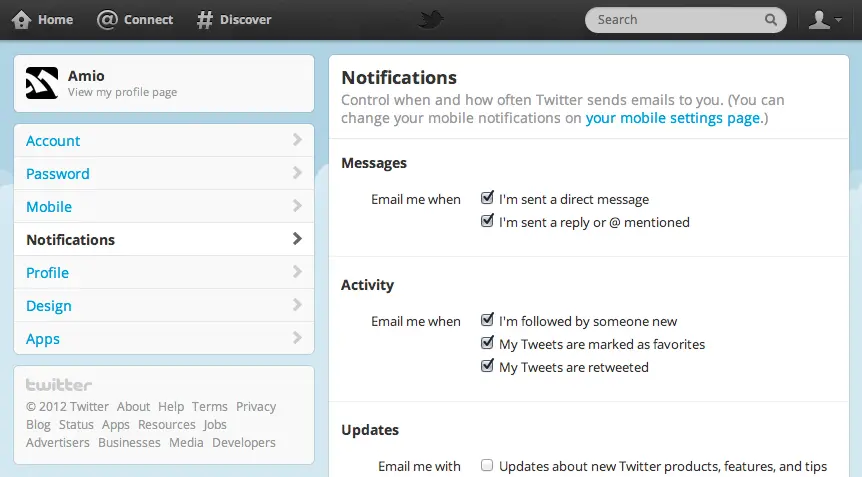 Home @ Connect # Discover
Search
Amio
View my profile page
Account
Password
Mobile
Notifications
Profile
Design
Apps
twitter
© 2012 Twitter About Help Terms Privacy
Blog Status Apps Resources Jobs
Advertisers Businesses Media Developers
Notifications
Control when and how often Twitter sends emails to you. (You can
change your mobile notifications on your mobile settings page.)
Messages
Email me when I'm sent a direct message
I'm sent a reply or @ mentioned
Activity
Email me when I'm followed by someone new
My Tweets are marked as favorites
My Tweets are retweeted
Updates
Email me with Updates about new Twitter products, features, and tips